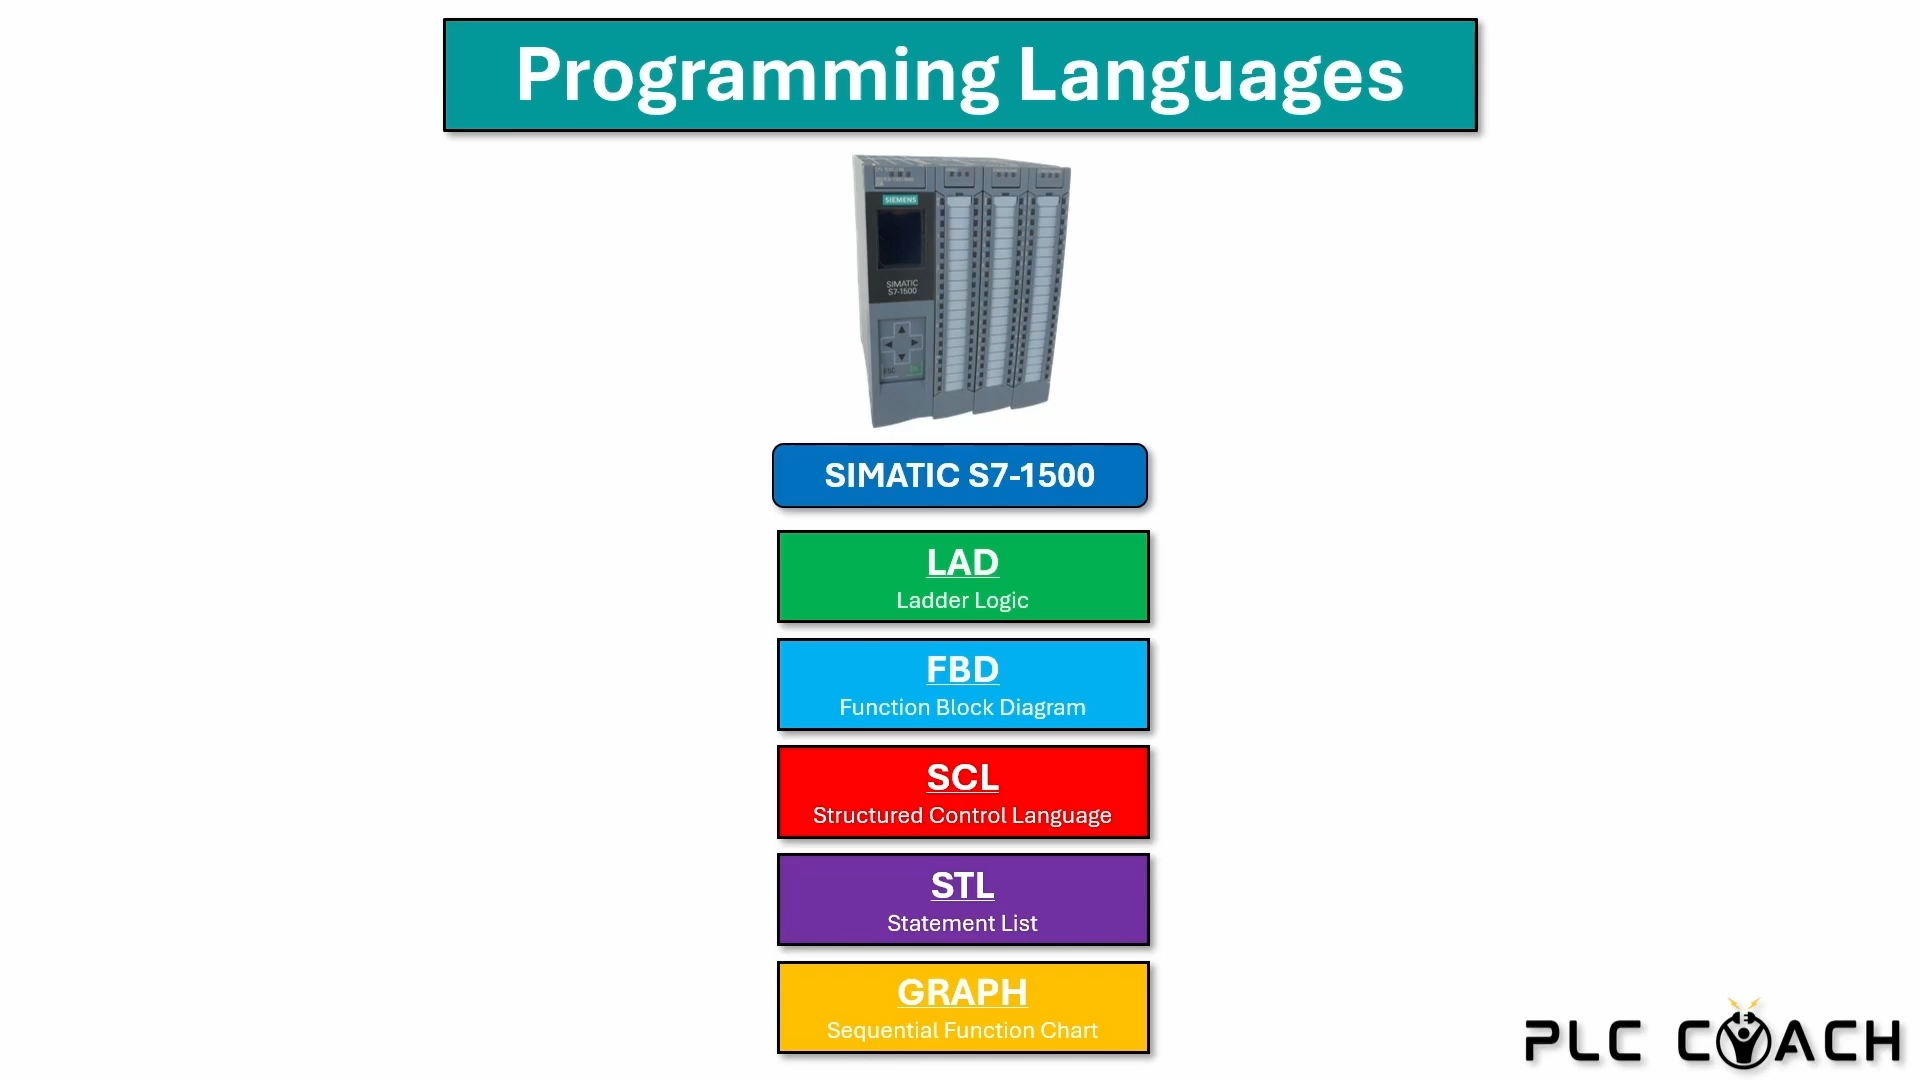 Programming Languages
SIEMENS
SIMATIC
S7-1500
ESC
SIMATIC S7-1500
LAD
Ladder Logic
FBD
Function Block Diagram
SCL
Structured Control Language
STL
Statement List
GRAPH
Sequential Function Chart
PLC COACH